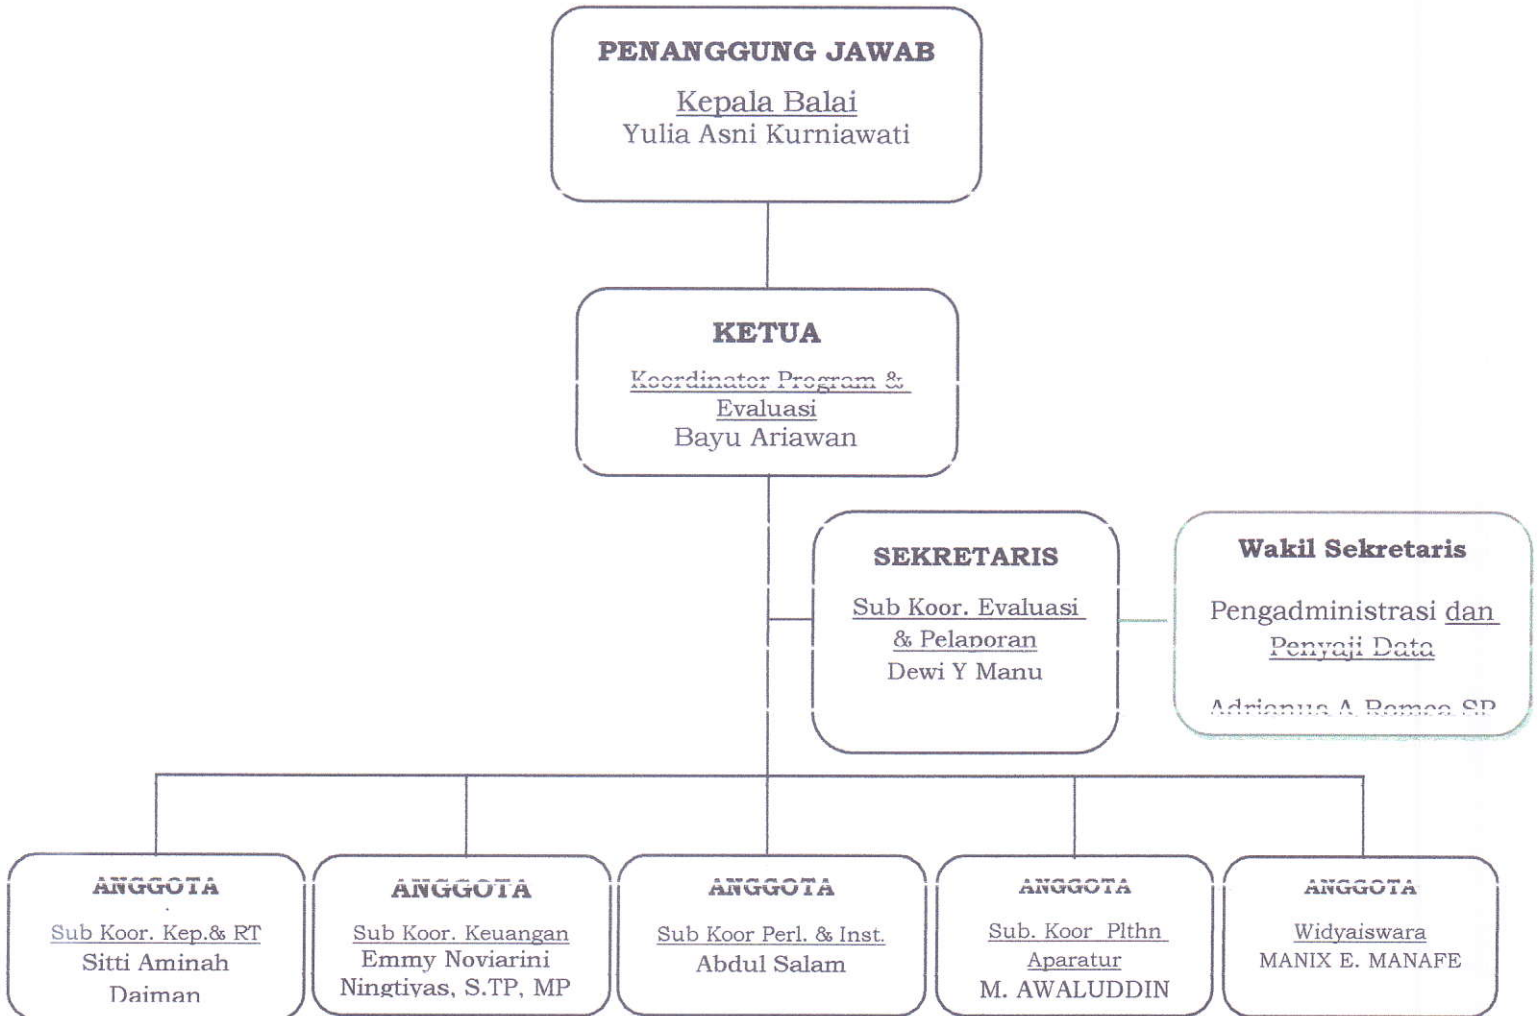 PENANGGUNG JAWAB
Kepala Balai
Yulia Asni Kurniawati
KETUA
Koordinator Program &
Evaluasi
Bayu Ariawan
SEKRETARIS
Sub Koor. Evaluasi
& Pelaporan
Dewi Y Manu
Wakil Sekretaris
Pengadministrasi dan
Penyaji Data
Adrianus A SP
ANGGOTA
Sub Koor. Kep.& RT
Sitti Aminah
Daiman
ANGGOTA
Sub Koor. Keuangan
Emmy Noviarini
Ningtiyas, S.TP, MP
ANGGOTA
Sub Koor Perl. & Inst.
Abdul Salam
ANGGOTA
Sub. Koor Plthn
Aparatur
M. AWALUDDIN
ANGGOTA
Widyaiswara
MANIX E. MANAFE